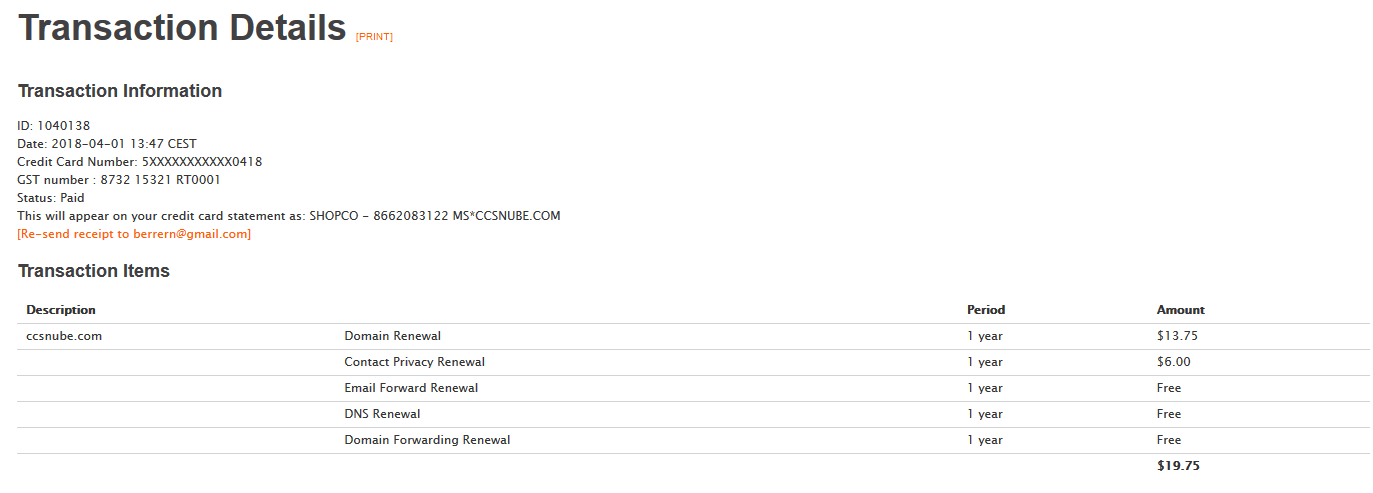 Transaction Details [PRINT]
Transaction Information
ID: 1040138
Date: 2018-04-01 13:47 CEST
Credit Card Number: 5XXXXXXXXXXX0418
GST number : 8732 15321 RT0001
Status: Paid
This will appear on your credit card statement as: SHOPCO - 8662083122 MS*CCSNUBE.COM
[Re-send receipt to berrern@gmail.com]
Transaction Items
Description Period Amount
ccsnube.com Domain Renewal 1 year $13.75
Contact Privacy Renewal 1 year $6.00
Email Forward Renewal 1 year Free
DNS Renewal 1 year Free
Domain Forwarding Renewal 1 year Free
$19.75